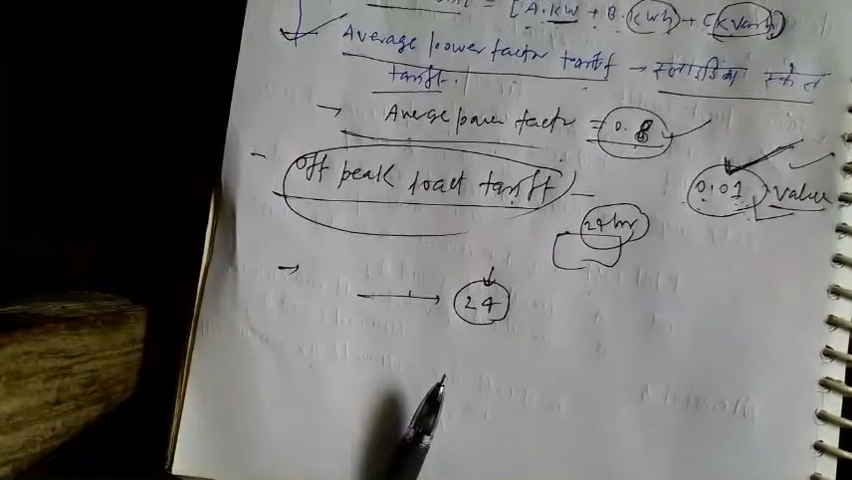 = [A.kW + B.kWh + C kVarh]
Average power factor tariff → स्लाइडिंग स्केल
tariff.
→ Average power factor = 0.8
- Off peak load tariff -
0.01 value
24hr
→
→ 24